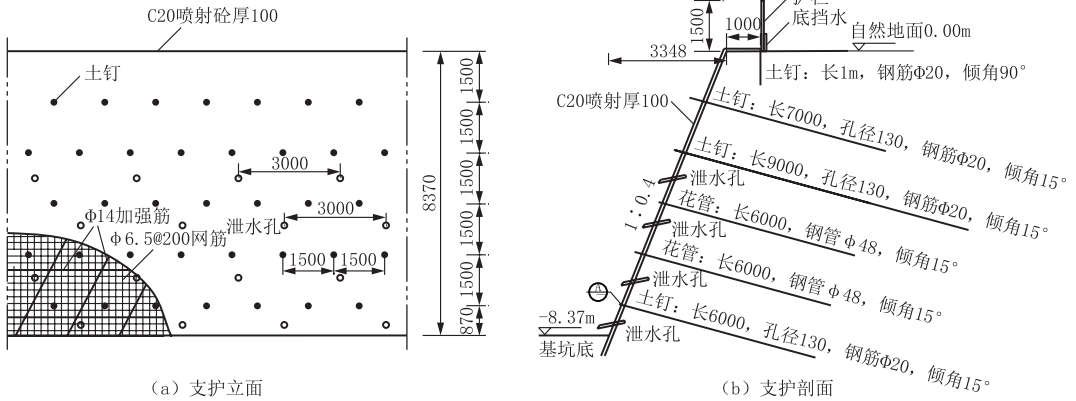 C20喷射砼厚100
土钉
1500
1500
1500
1500
1500
870
8370
3000
3000
泄水孔
Φ14加强筋
φ6.5@200网筋
1500
1500
(a) 支护立面
护栏
底挡水
1500
1000
3348
自然地面0.00m
土钉：长1m，钢筋Φ20，倾角90°
C20喷射厚100
土钉：长7000，孔径130，钢筋Φ20，倾角15°
土钉：长9000，孔径130，钢筋Φ20，倾角15°
泄水孔
1:0.4
花管：长6000，钢管φ48，倾角15°
泄水孔
花管：长6000，钢管φ48，倾角15°
泄水孔
土钉：长6000，孔径130，钢筋Φ20，倾角15°
-8.37m
泄水孔
基坑底
(b) 支护剖面